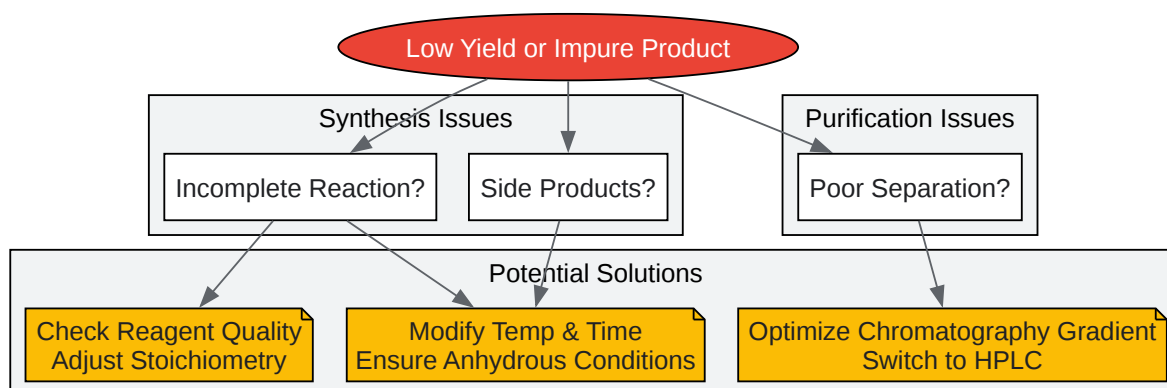 Low Yield or Impure Product
Synthesis Issues
Purification Issues
Incomplete Reaction?
Side Products?
Poor Separation?
Potential Solutions
Check Reagent Quality
Adjust Stoichiometry
Modify Temp & Time
Ensure Anhydrous Conditions
Optimize Chromatography Gradient
Switch to HPLC